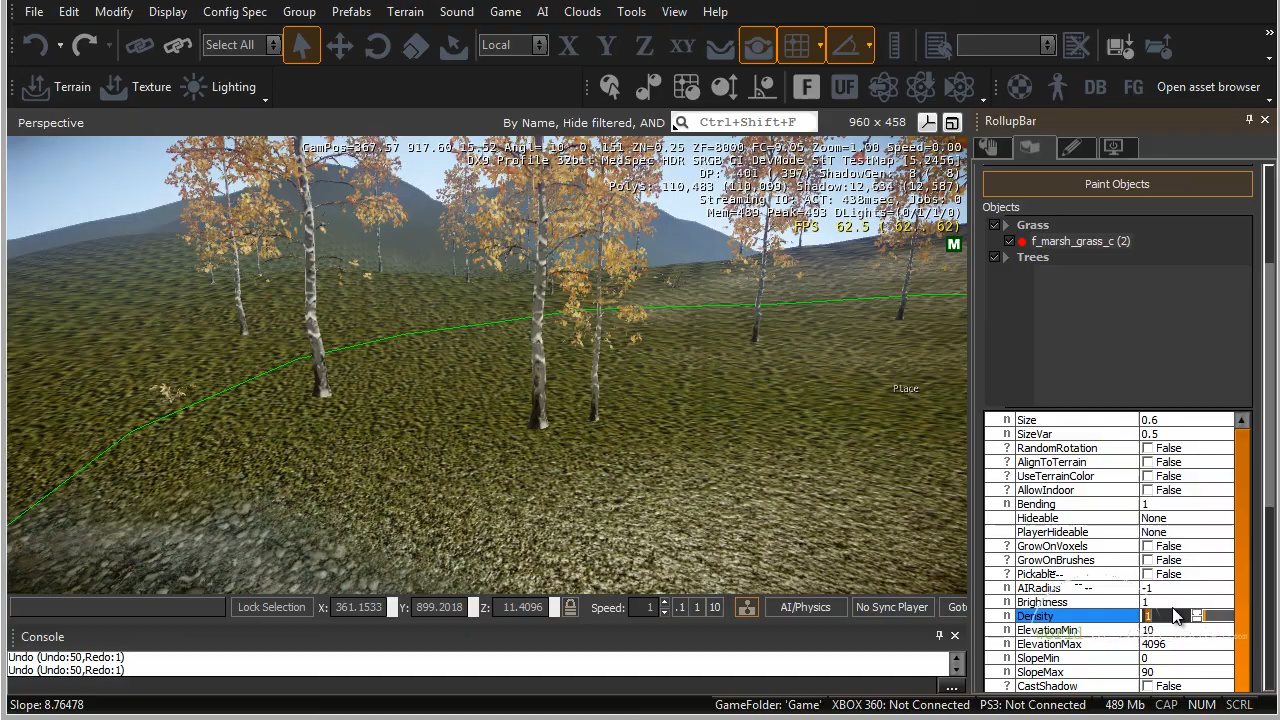 File Edit Modify Display Config Spec Group Prefabs Terrain Sound Game AI Clouds Tools View Help
Select All Local X Y Z XY
Terrain Texture Lighting F UF DB FG Open asset browser
Perspective By Name, Hide filtered, AND Ctrl+Shift+F 960 x 458
RollupBar
Paint Objects
Objects
Grass
f_marsh_grass_c (2)
Trees
FPS 62.5 ( 62, 62)
M
Place
n Size 0.6
n SizeVar 0.5
? RandomRotation False
? AlignToTerrain False
? UseTerrainColor False
? AllowIndoor False
n Bending 1
Hideable None
PlayerHideable None
? GrowOnVoxels False
? GrowOnBrushes False
? Pickable False
n AIRadius -1
n Brightness 1
n Density 1
n ElevationMin 10
n ElevationMax 4096
n SlopeMin 0
n SlopeMax 90
? CastShadow False
Lock Selection X: 361.1533 Y: 899.2018 Z: 11.4096 Speed: 1 .1 1 10 AI/Physics No Sync Player Goto
Console
Undo (Undo:50,Redo:1)
Undo (Undo:50,Redo:1)
...
Slope: 8.76478 GameFolder: 'Game' XBOX 360: Not Connected PS3: Not Connected 489 Mb CAP NUM SCRL